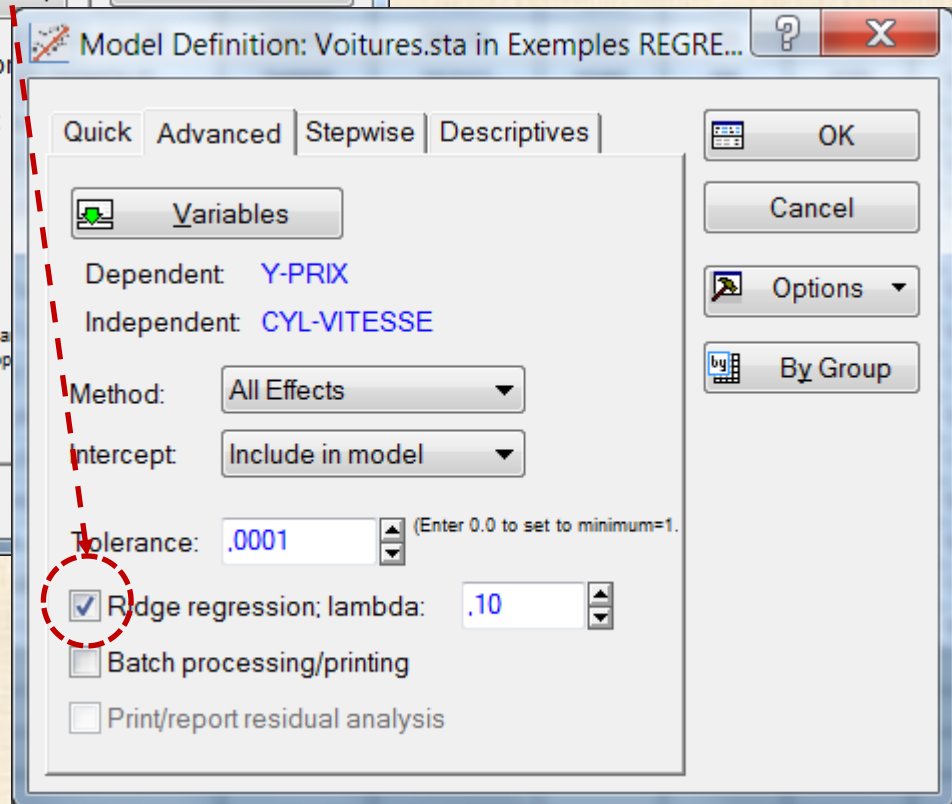 Model Definition: Voitures.sta in Exemples REGRE...
Quick Advanced Stepwise Descriptives
OK
Variables
Cancel
Dependent: Y-PRIX
Options
Independent: CYL-VITESSE
By Group
Method: All Effects
Intercept: Include in model
Tolerance: ,0001 (Enter 0.0 to set to minimum=1.
Ridge regression; lambda: ,10
Batch processing/printing
Print/report residual analysis